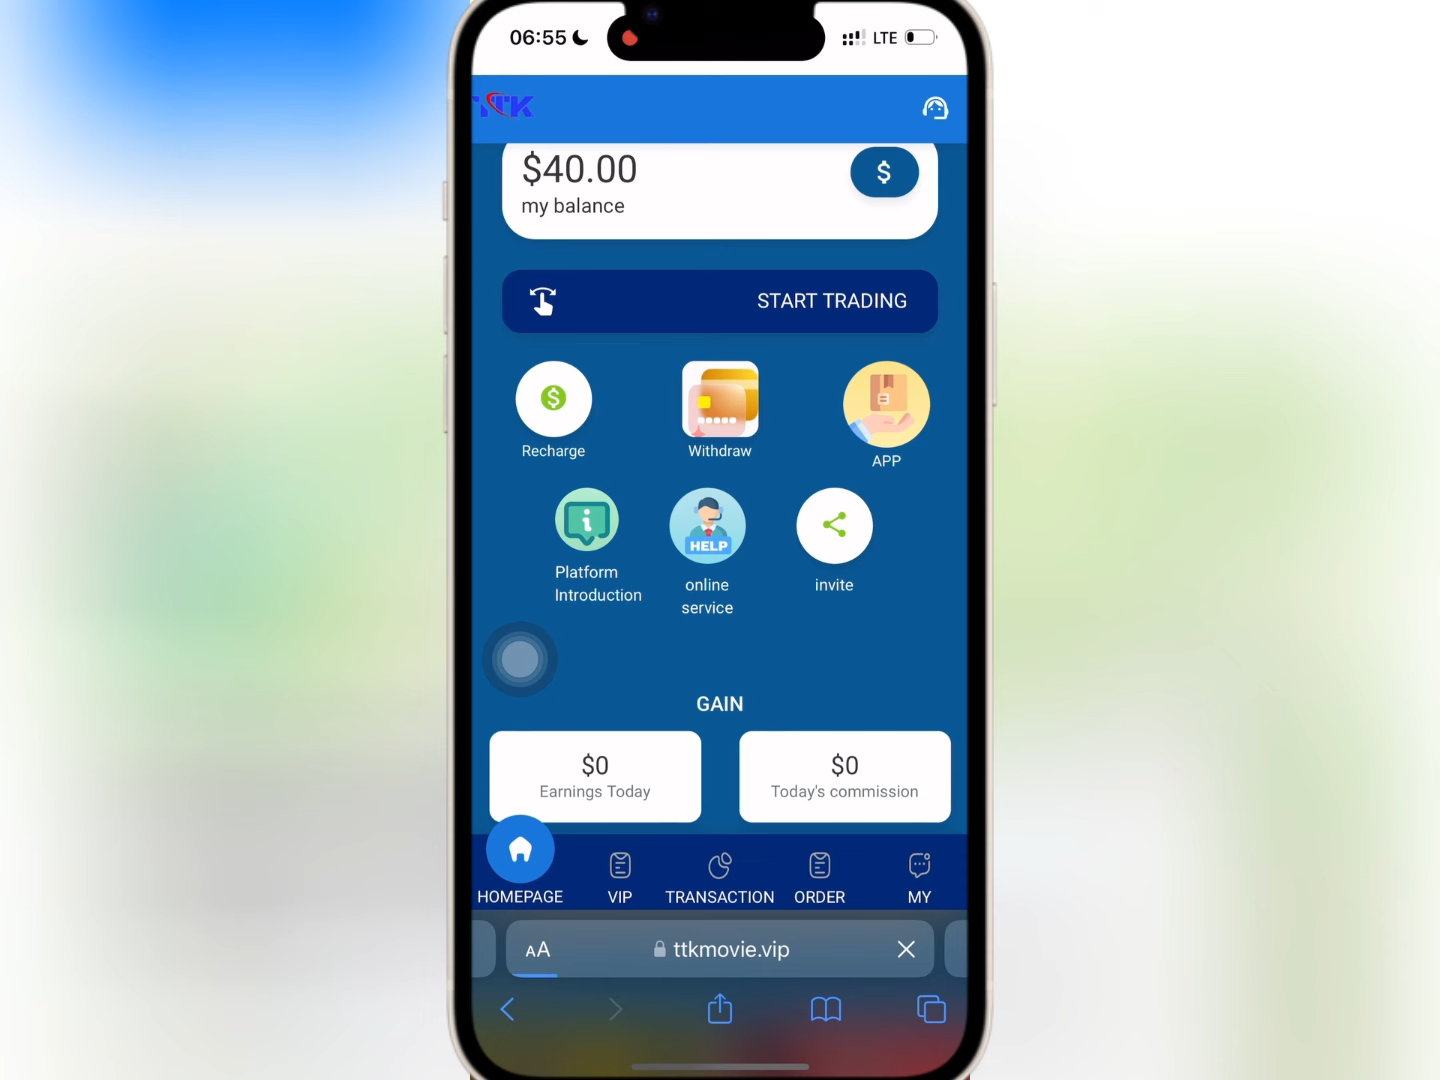 06:55
LTE
TTK
$40.00
$
my balance
START TRADING
$
Recharge
Withdraw
APP
HELP
Platform
Introduction
online
service
invite
GAIN
$0
Earnings Today
$0
Today's commission
HOMEPAGE
VIP
TRANSACTION
ORDER
MY
AA
ttkmovie.vip